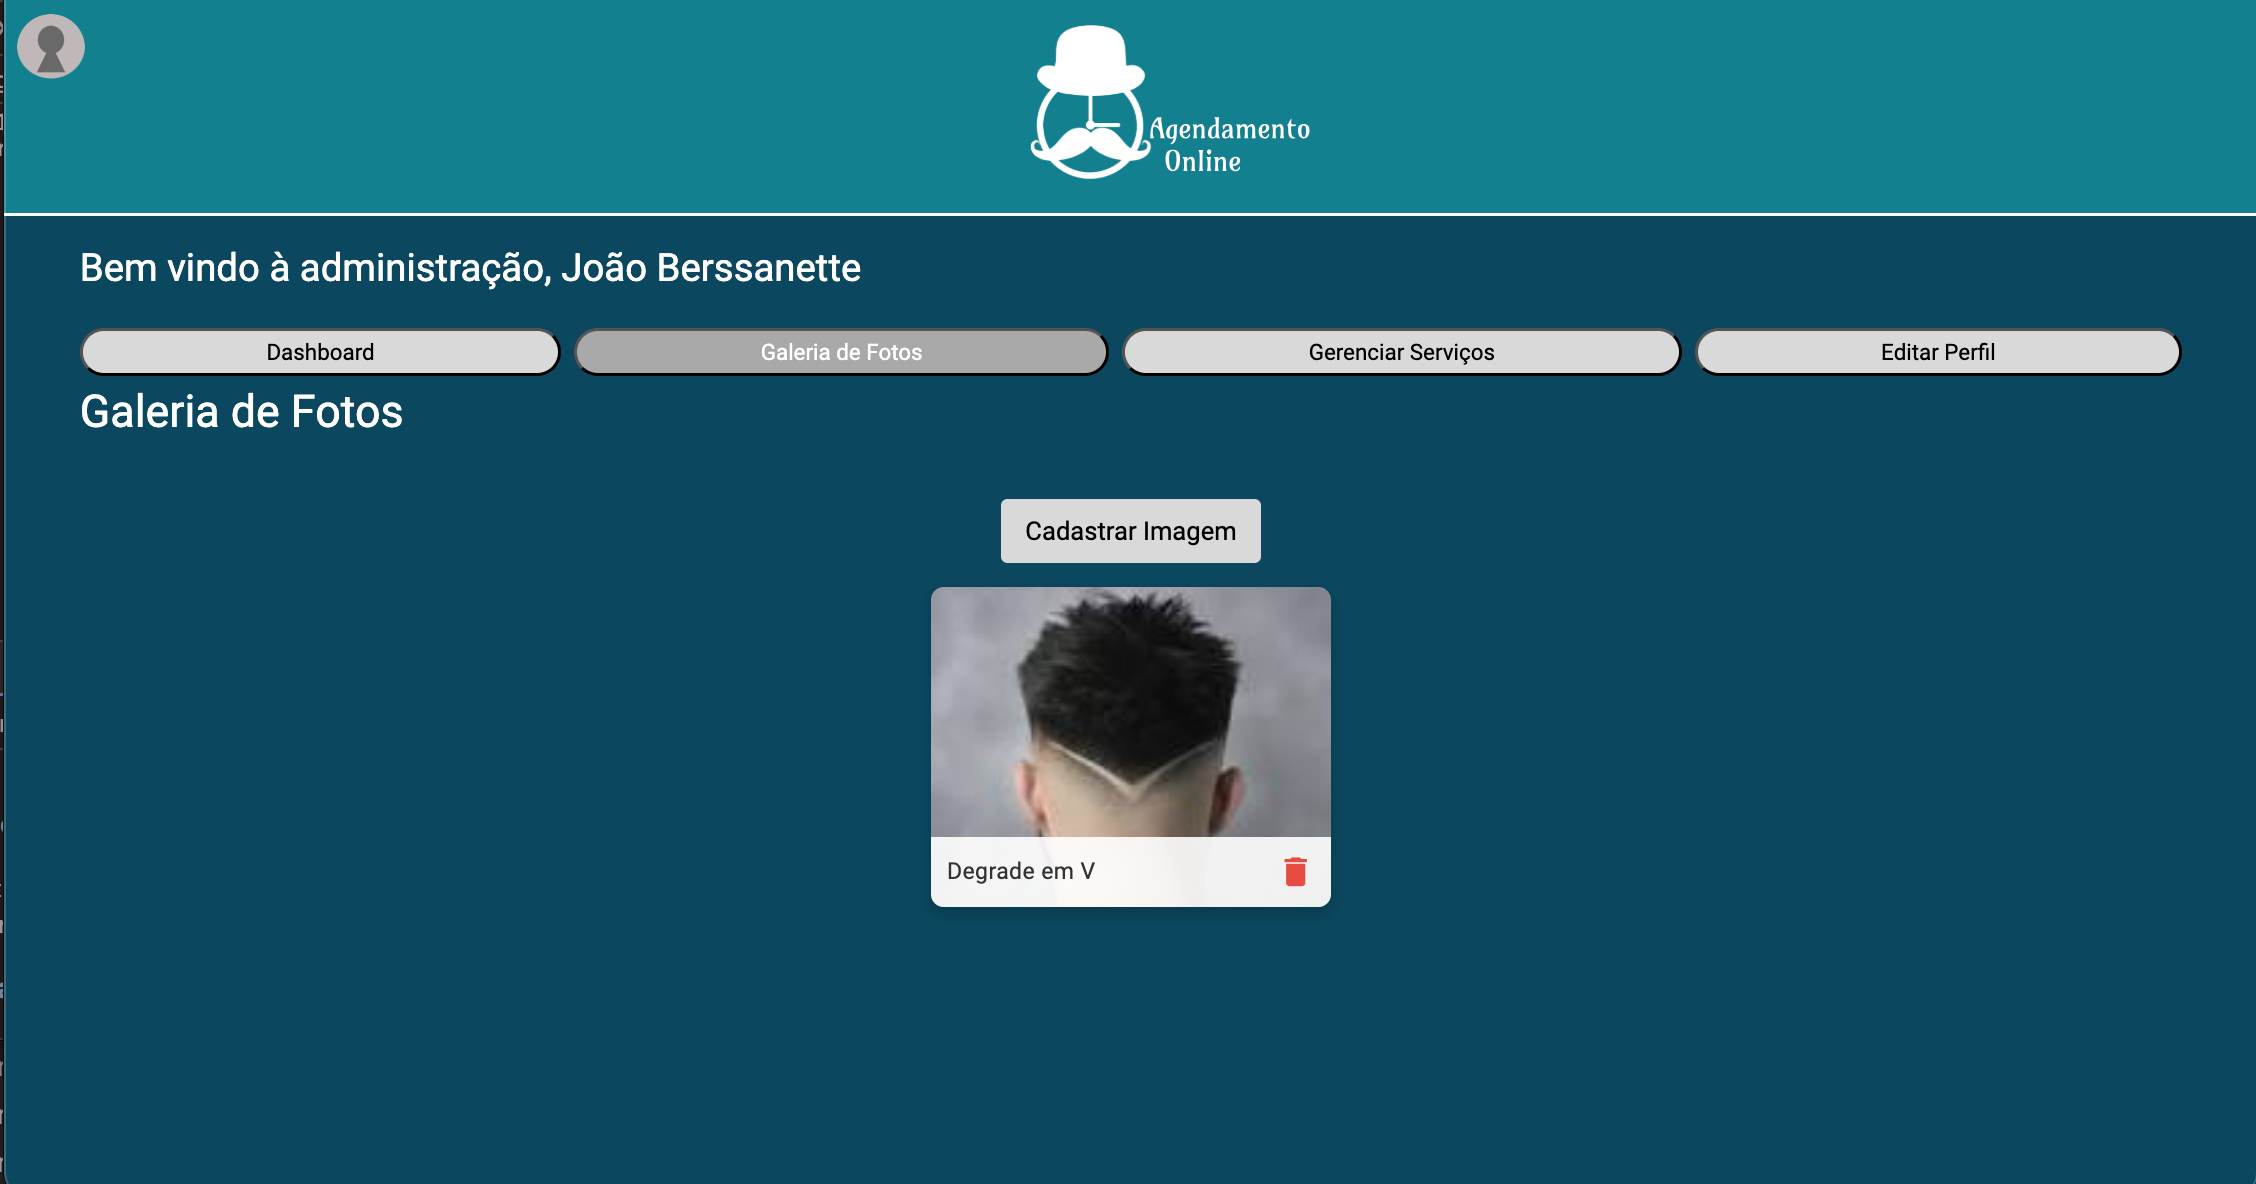 Agendamento
Online
Bem vindo à administração, João Berssanette
Dashboard
Galeria de Fotos
Gerenciar Serviços
Editar Perfil
Galeria de Fotos
Cadastrar Imagem
Degrade em V